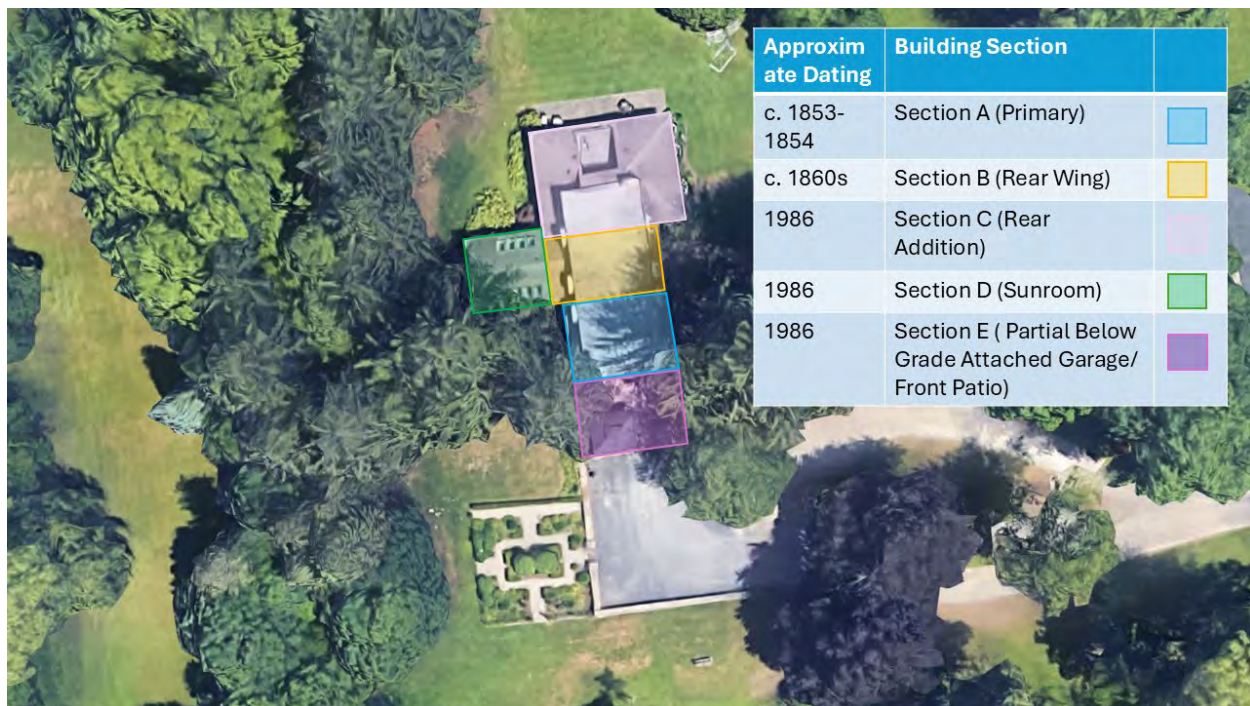 Approxim
ate Dating
Building Section
c. 1853-
1854
Section A (Primary)
c. 1860s
Section B (Rear Wing)
1986
Section C (Rear
Addition)
1986
Section D (Sunroom)
1986
Section E ( Partial Below
Grade Attached Garage/
Front Patio)